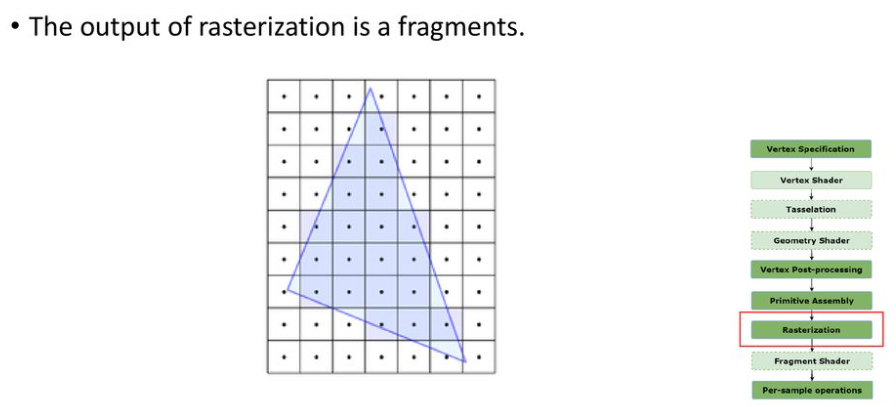 • The output of rasterization is a fragments.
Vertex Specification
Vertex Shader
Tasselation
Geometry Shader
Vertex Post-processing
Primitive Assembly
Rasterization
Fragment Shader
Per-sample operations